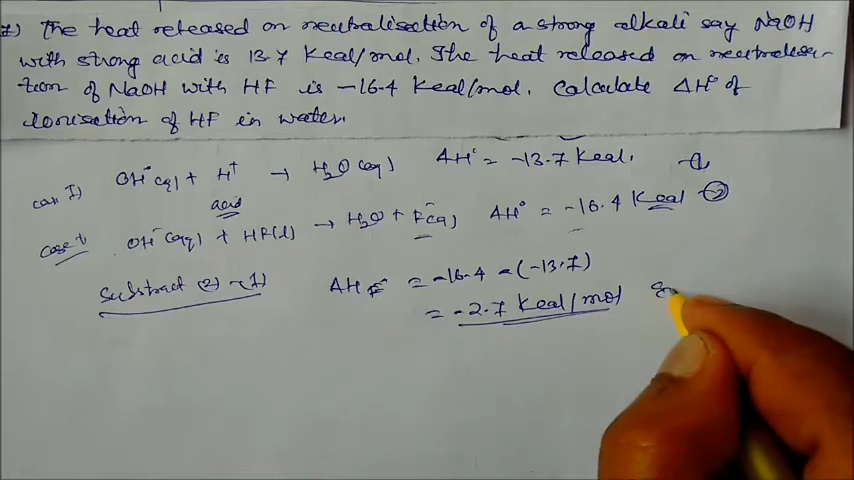 7) The heat released on neutralisation of a strong alkali say NaOH
with strong acid is 13.7 Kcal/mol. The heat released on neutralisa-
tion of NaOH with HF is -16.4 Kcal/mol. Calculate ΔH° of
ionisation of HF in water.
case I) OH⁻(aq) + H⁺ → H₂O(aq) ΔH° = -13.7 Kcal. -①
acid
case OH⁻(aq) + HF(l) → H₂O + F⁻(aq) ΔH° = -16.4 Kcal -②
Substract (2) - (1) ΔH = -16.4 - (-13.7)
= -2.7 Kcal/mol